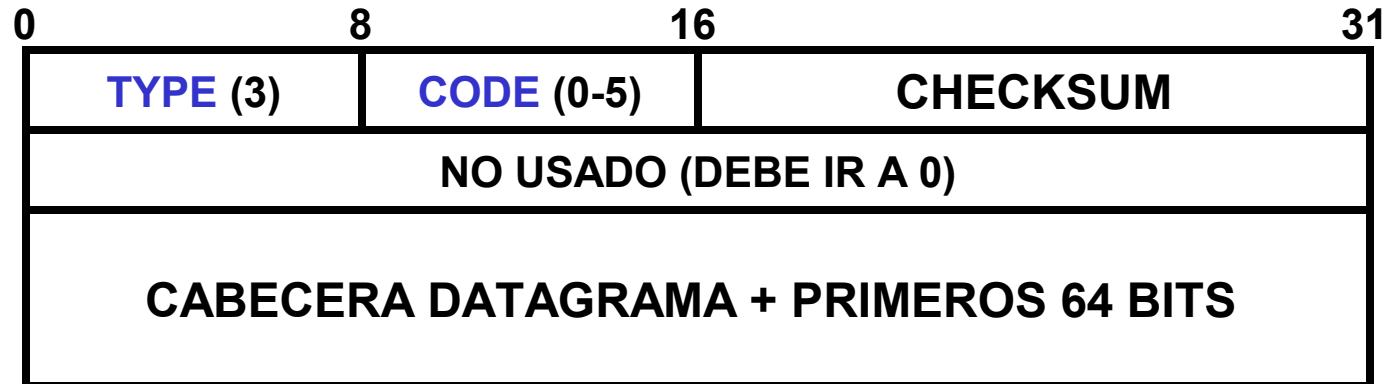 0 8 16 31
TYPE (3) CODE (0-5) CHECKSUM
NO USADO (DEBE IR A 0)
CABECERA DATAGRAMA + PRIMEROS 64 BITS